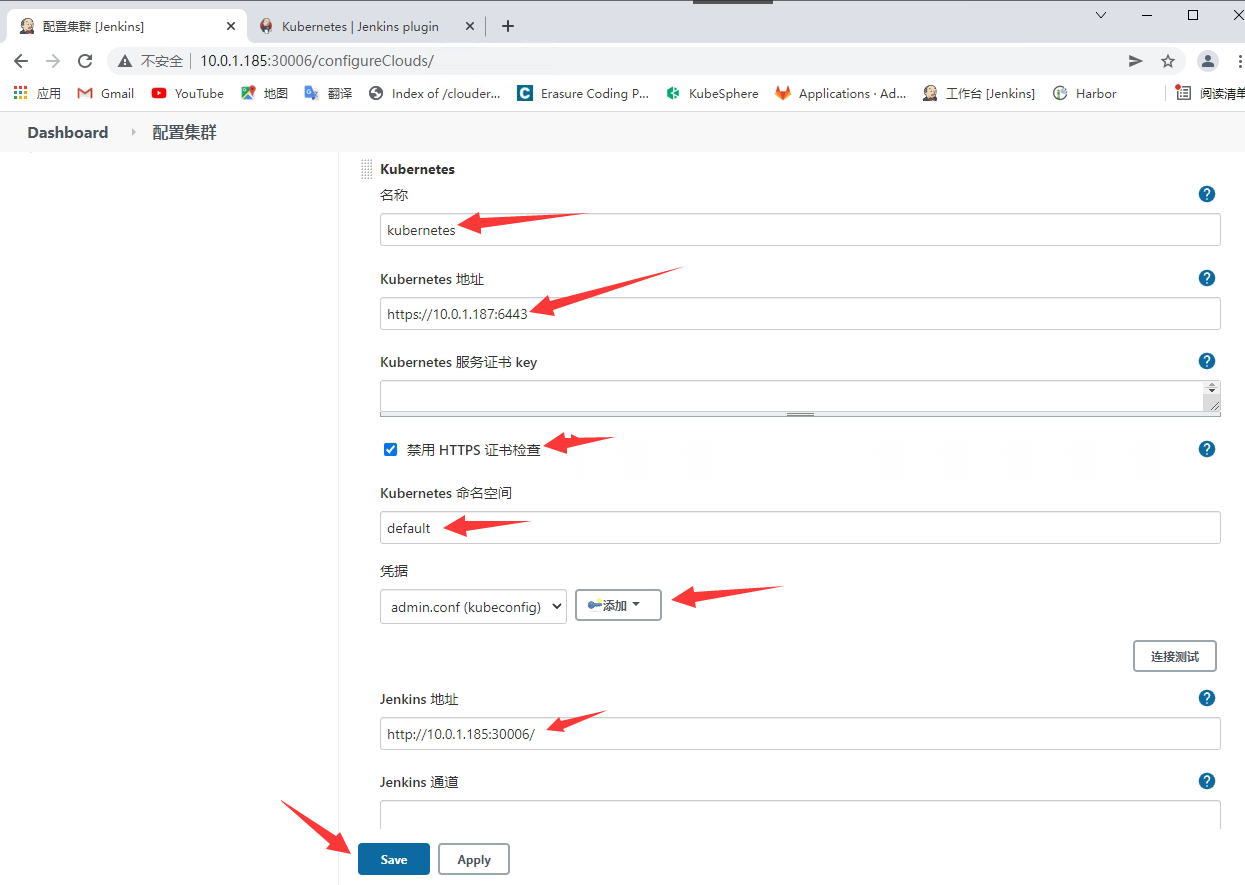 配置集群 [Jenkins]
Kubernetes | Jenkins plugin
不安全
10.0.1.185:30006/configureClouds/
应用
Gmail
YouTube
地图
翻译
Index of /clouder...
Erasure Coding P...
KubeSphere
Applications · Ad...
工作台 [Jenkins]
Harbor
阅读清单
Dashboard
配置集群
Kubernetes
名称
kubernetes
Kubernetes 地址
https://10.0.1.187:6443
Kubernetes 服务证书 key
禁用 HTTPS 证书检查
Kubernetes 命名空间
default
凭据
admin.conf (kubeconfig)
添加
连接测试
Jenkins 地址
http://10.0.1.185:30006/
Jenkins 通道
Save
Apply